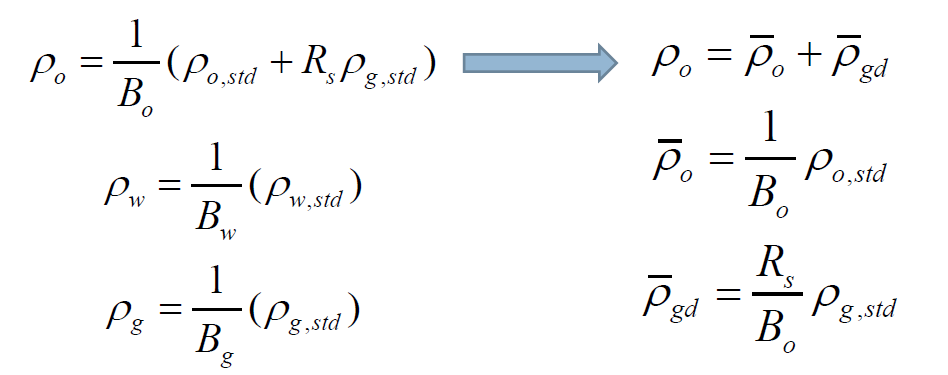 ρ_o = 1/B_o (ρ_{o,std} + R_s ρ_{g,std})
ρ_o = ρ̅_o + ρ̅_{gd}
ρ_w = 1/B_w (ρ_{w,std})
ρ̅_o = 1/B_o ρ_{o,std}
ρ_g = 1/B_g (ρ_{g,std})
ρ̅_{gd} = R_s/B_o ρ_{g,std}